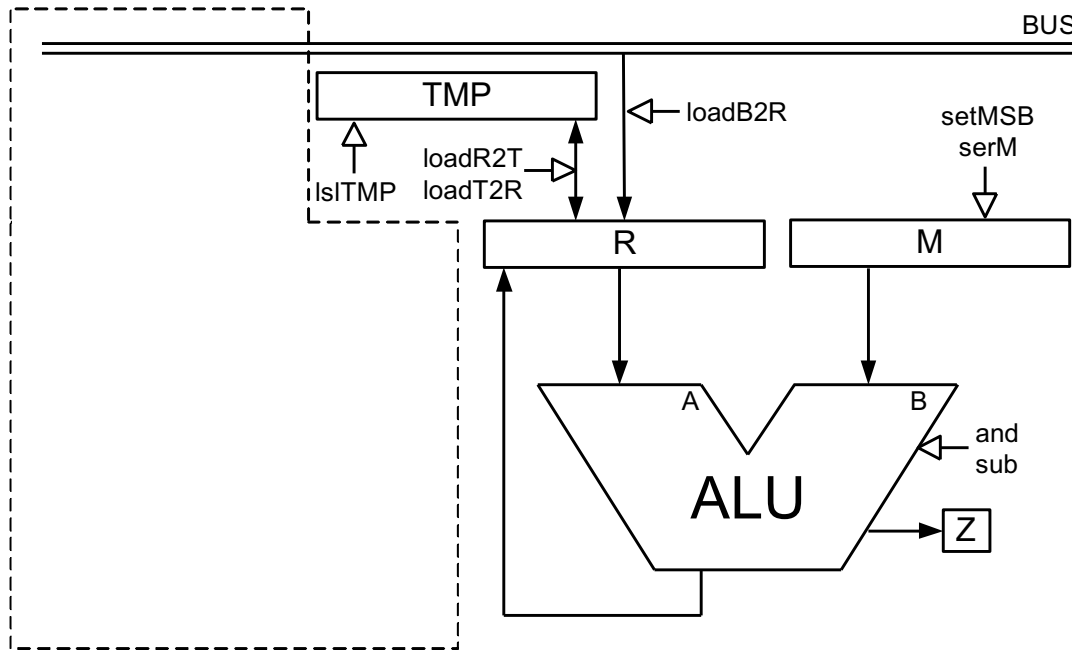 BUS
TMP
loadB2R
setMSB
serM
loadR2T
loadT2R
lslTMP
R
M
A
B
and
sub
ALU
Z